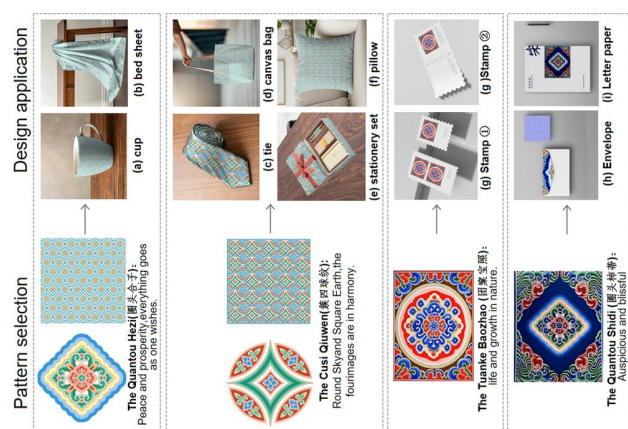 Pattern selection
Design application
The Quantou Hezi(圈头合子):
Peace and prosperity,everything goes
as one wishes.
(a) cup
(b) bed sheet
The Cusi Qiuwen(簇四球纹):
Round Skyand Square Earth,the
fourimages are in harmony.
(c) tie
(d) canvas bag
(e) stationery set
(f) pillow
The Tuanke Baozhao (团窠宝照):
life and growth in nature.
(g) Stamp ①
(g )Stamp ②
The Quantou Shidi (圈头柿蒂):
Auspicious and blissful
(h) Envelope
(i) Letter paper